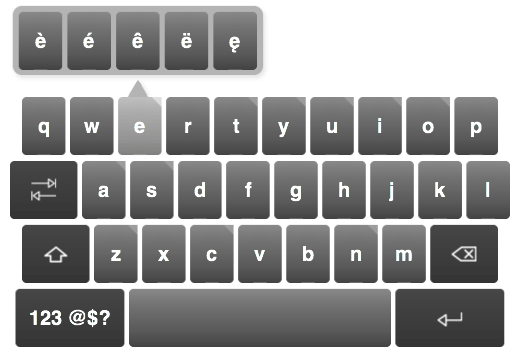 è é ê ë ę
q w e r t y u i o p
a s d f g h j k l
z x c v b n m
123 @$?